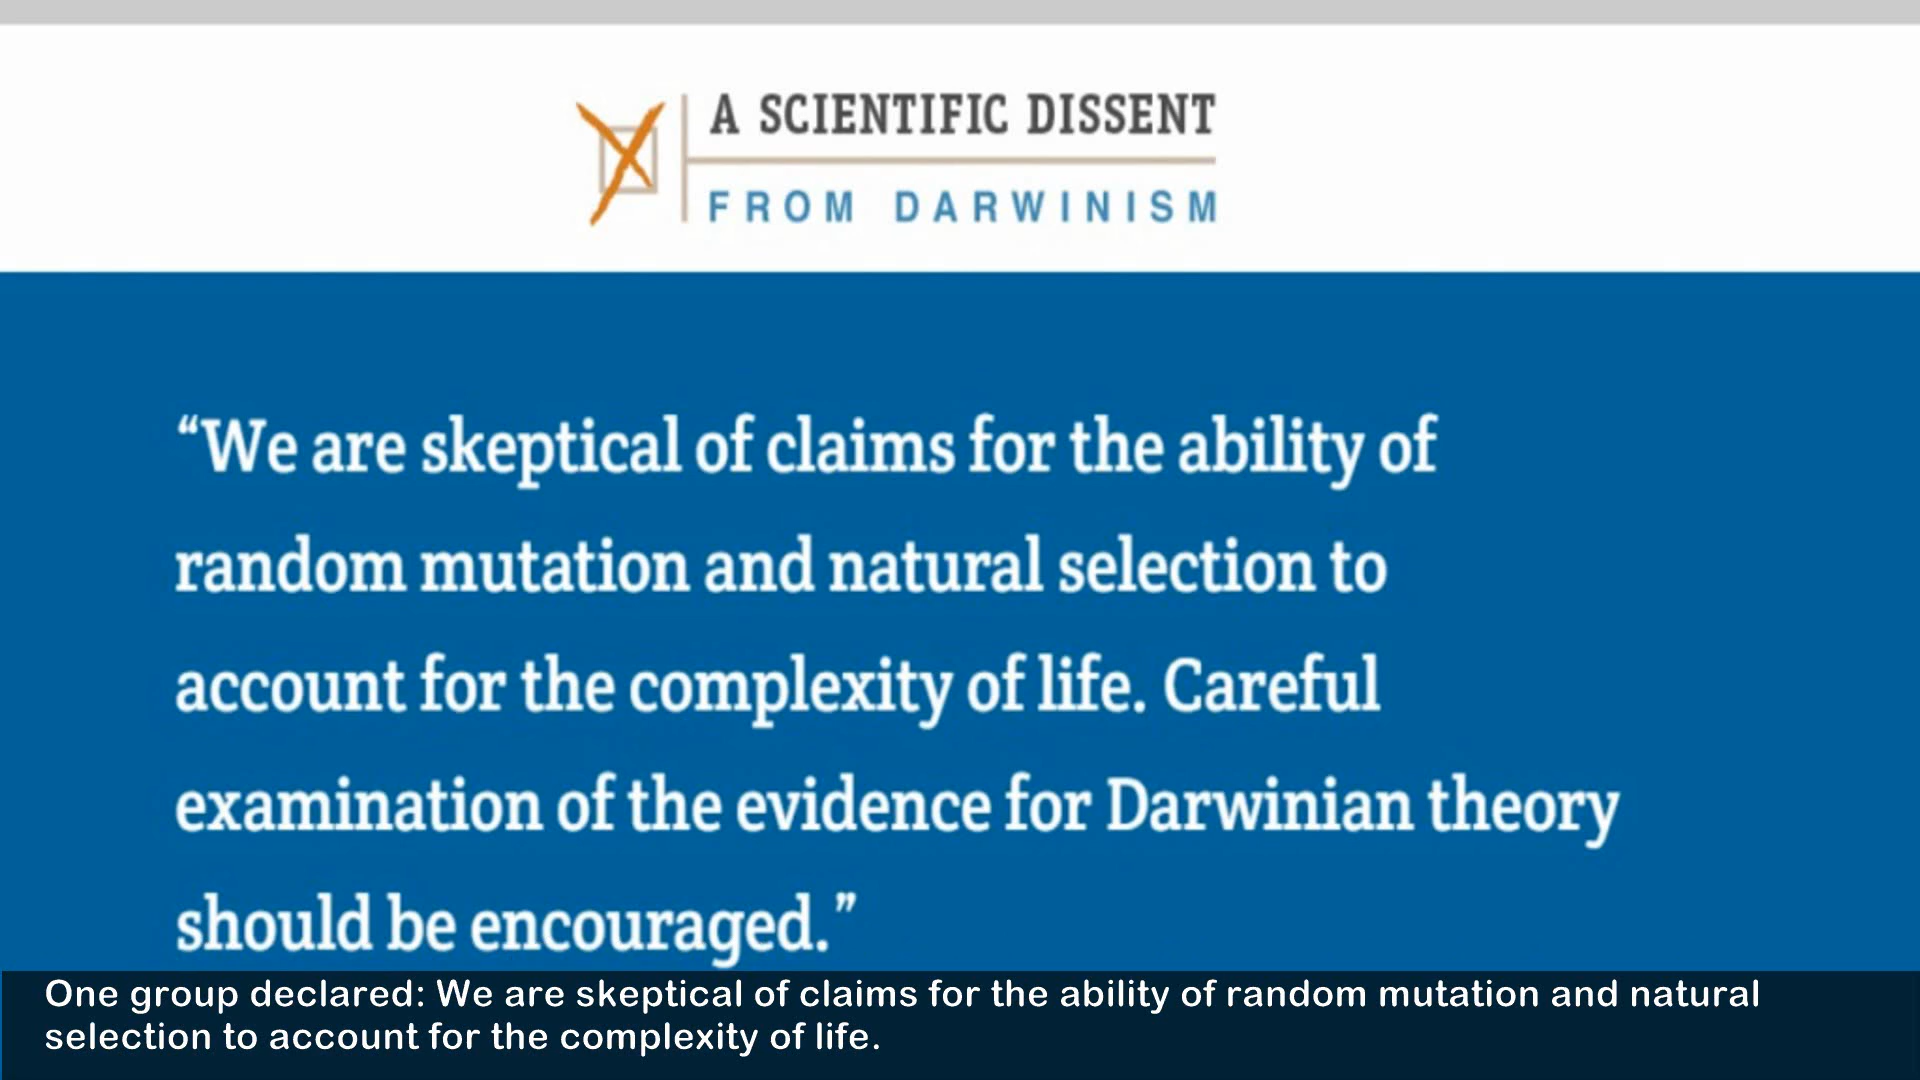 A SCIENTIFIC DISSENT
FROM DARWINISM
“We are skeptical of claims for the ability of
random mutation and natural selection to
account for the complexity of life. Careful
examination of the evidence for Darwinian theory
should be encouraged.”
One group declared: We are skeptical of claims for the ability of random mutation and natural
selection to account for the complexity of life.